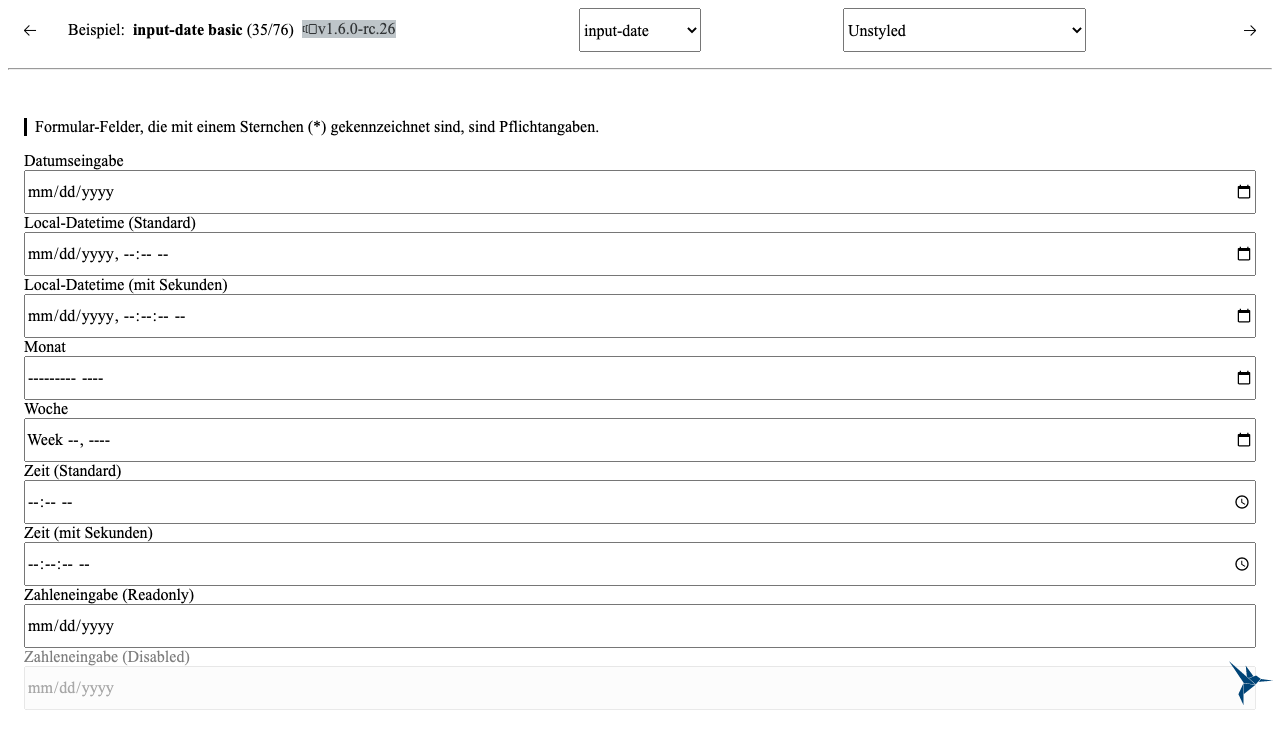 ← Beispiel: input-date basic (35/76) v1.6.0-rc.26 input-date Unstyled →
Formular-Felder, die mit einem Sternchen (*) gekennzeichnet sind, sind Pflichtangaben.
Datumseingabe
mm/dd/yyyy
Local-Datetime (Standard)
mm/dd/yyyy, --:-- --
Local-Datetime (mit Sekunden)
mm/dd/yyyy, --:--:-- --
Monat
--------- ----
Woche
Week --, ----
Zeit (Standard)
--:-- --
Zeit (mit Sekunden)
--:--:-- --
Zahleneingabe (Readonly)
mm/dd/yyyy
Zahleneingabe (Disabled)
mm/dd/yyyy